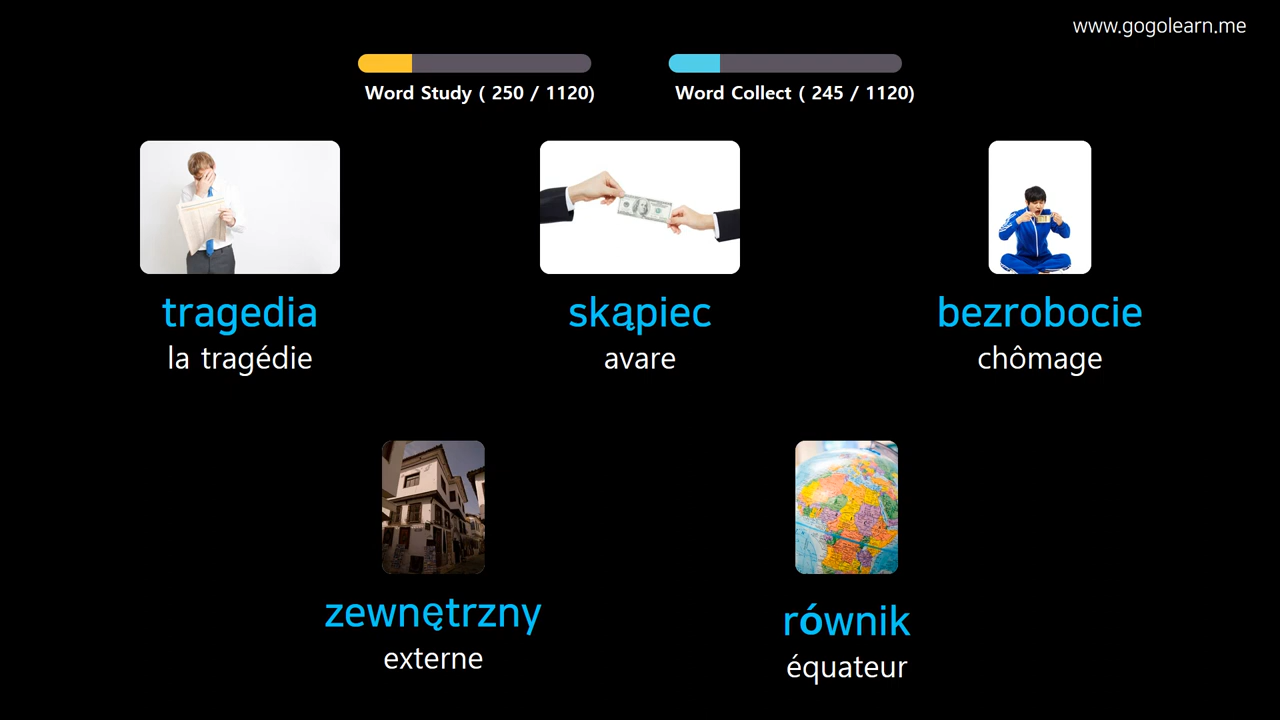 www.gogolearn.me
Word Study ( 250 / 1120)
Word Collect ( 245 / 1120)
tragedia
la tragédie
skąpiec
avare
bezrobocie
chômage
zewnętrzny
externe
równik
équateur